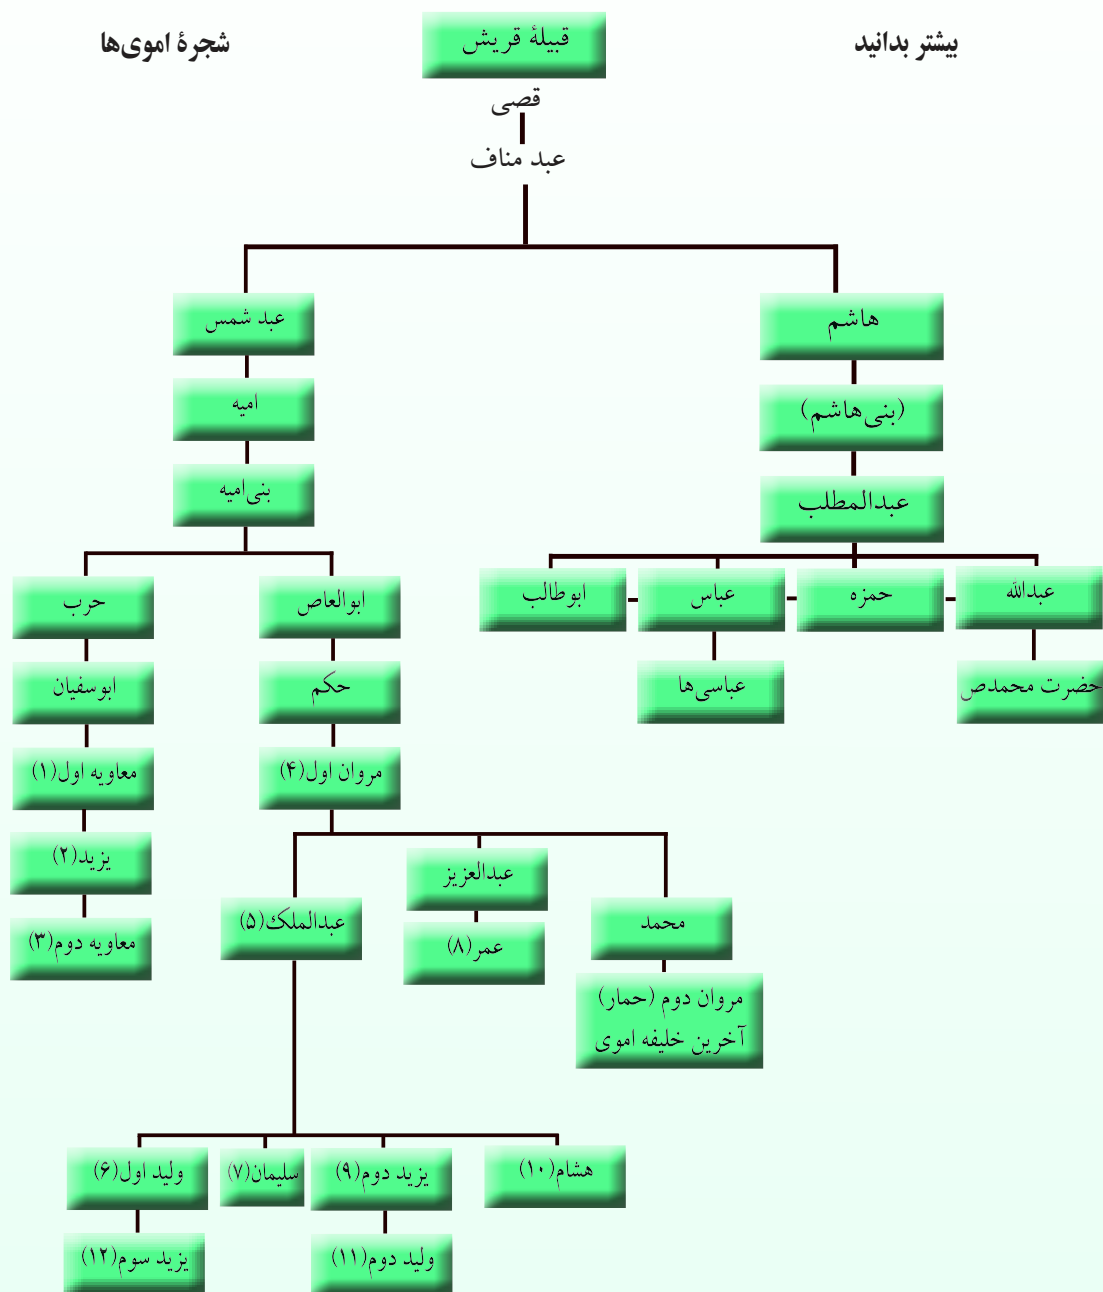 بیشتر بدانید
شجرهٔ اموی‌ها
قبیلهٔ قریش
قصی
عبد مناف
هاشم
(بنی‌هاشم)
عبدالمطلب
عبدالله
حمزه
عباس
ابوطالب
حضرت محمدص
عباسی‌ها
عبد شمس
امیه
بنی‌امیه
ابوالعاص
حرب
حکم
ابوسفیان
مروان اول(۴)
معاویه اول(۱)
یزید(۲)
معاویه دوم(۳)
محمد
عبدالعزیز
عبدالملک(۵)
عمر(۸)
مروان دوم (حمار)
آخرین خلیفه اموی
هشام(۱۰)
یزید دوم(۹)
سلیمان(۷)
ولید اول(۶)
ولید دوم(۱۱)
یزید سوم(۱۲)